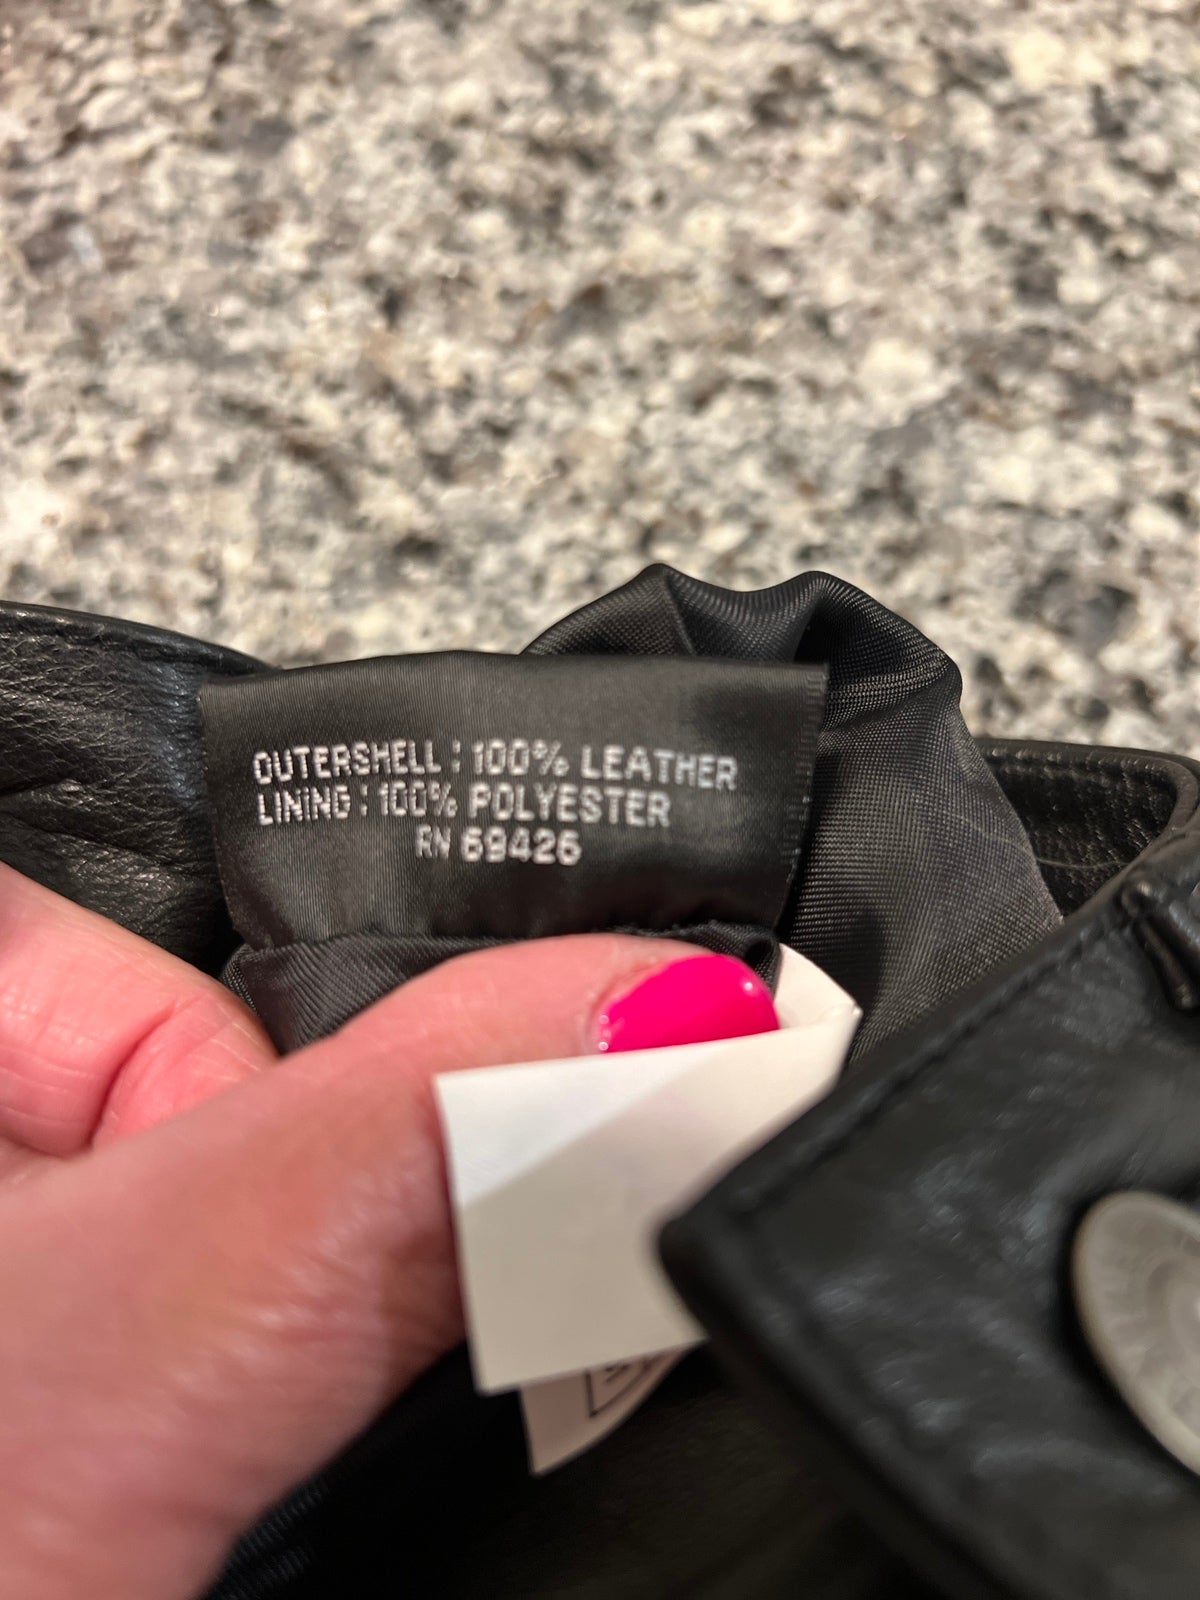 OUTERSHELL : 100% LEATHER
LINING : 100% POLYESTER
RN 69426